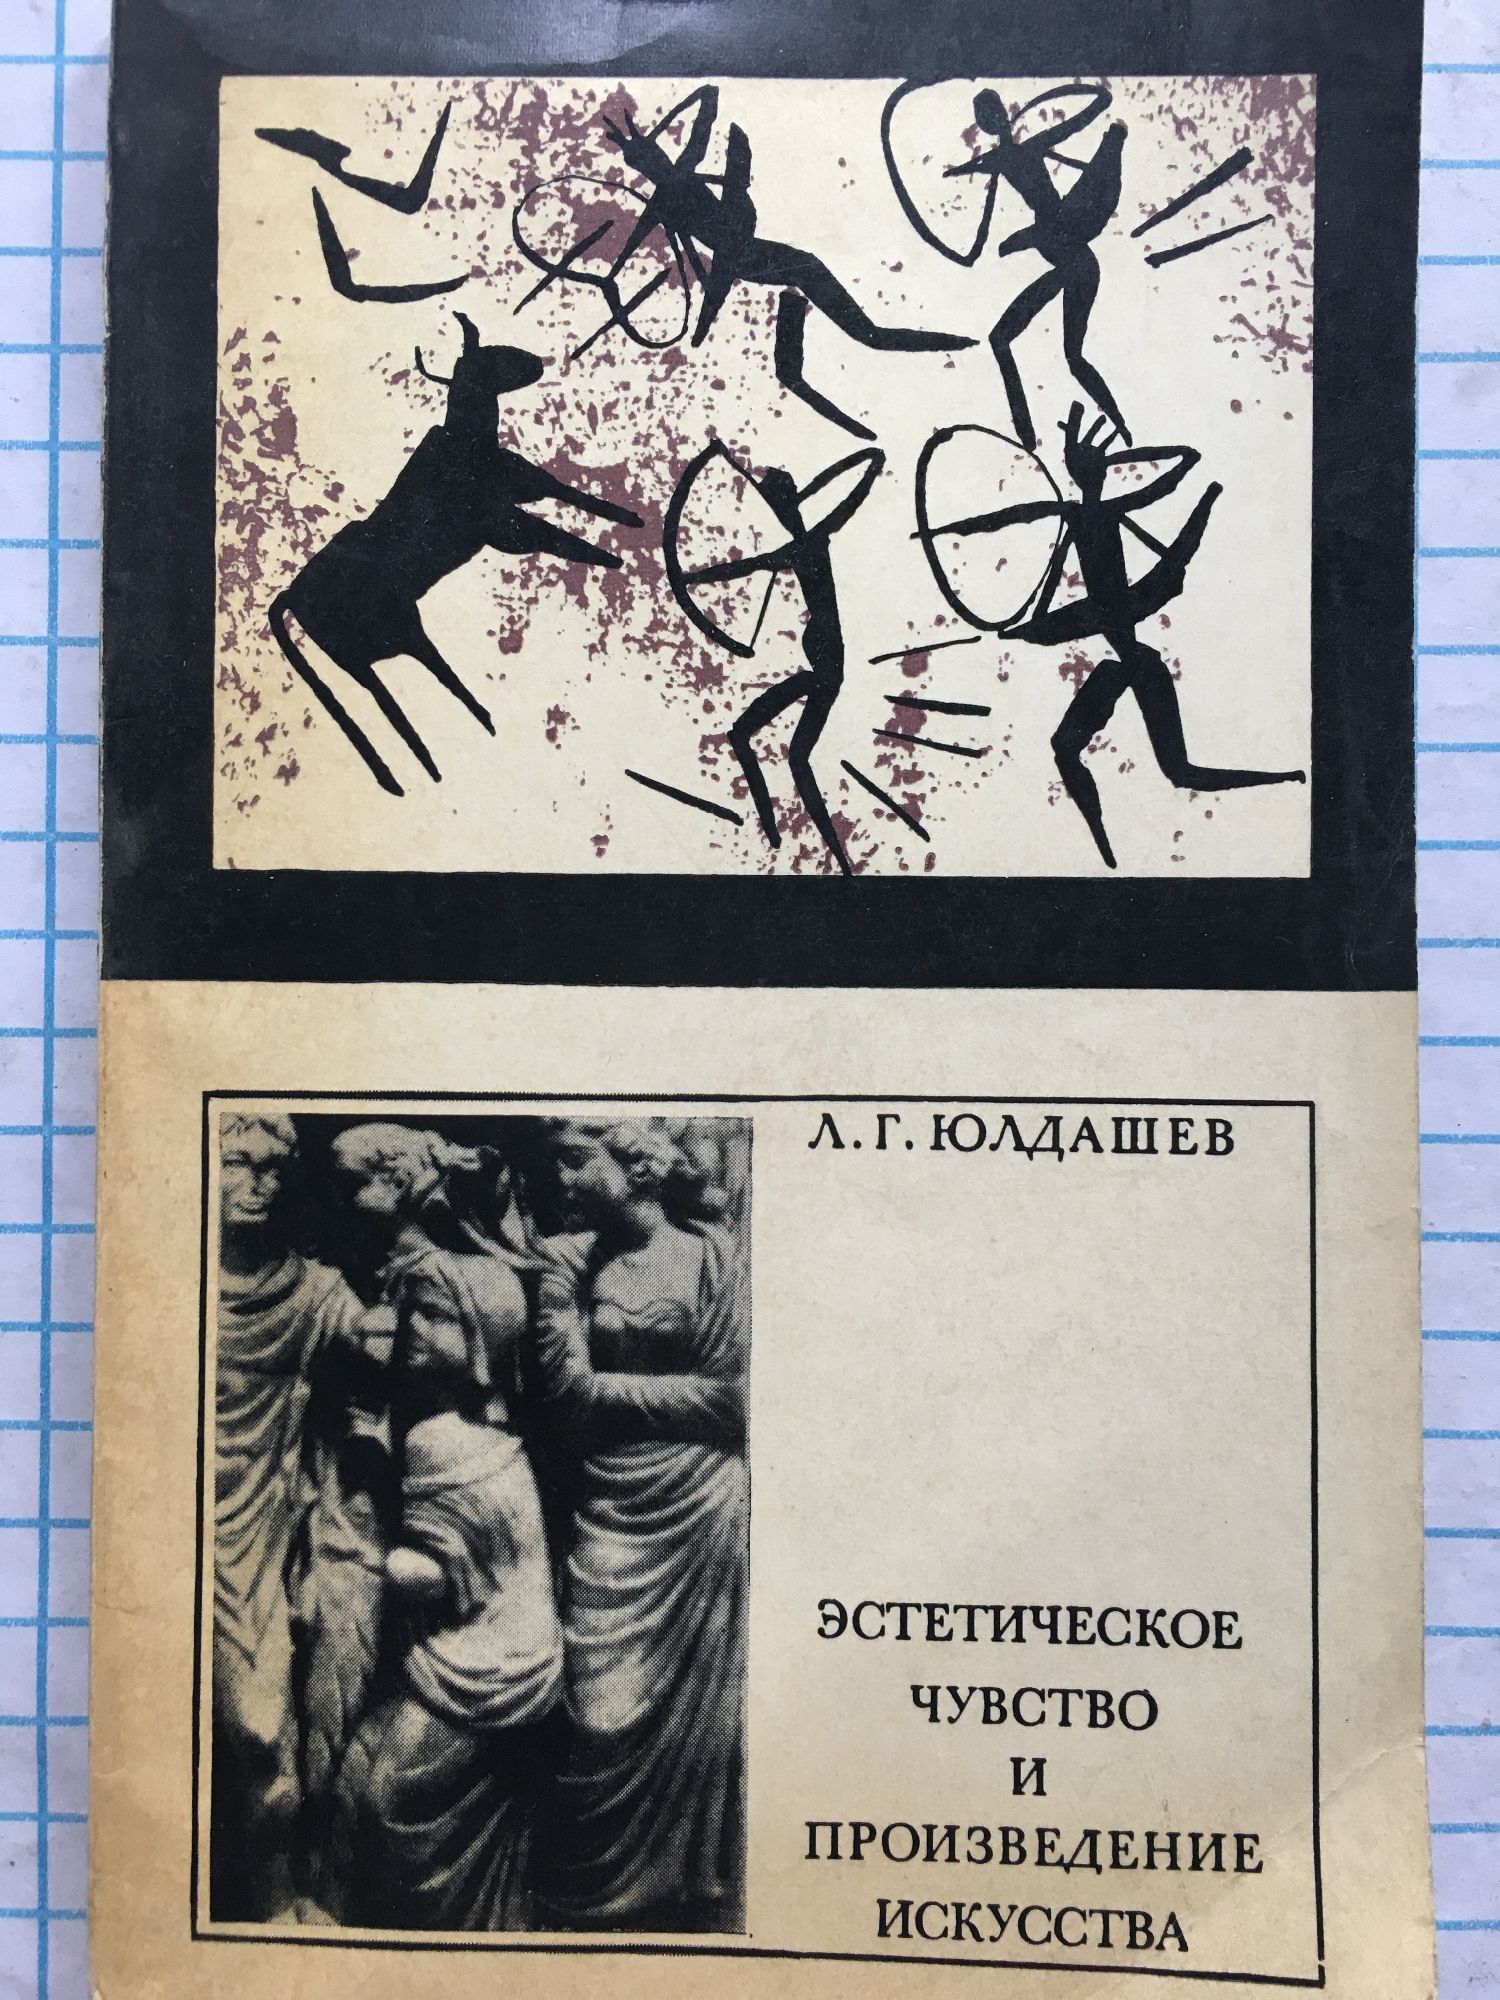 Л. Г. ЮЛДАШЕВ
ЭСТЕТИЧЕСКОЕ
ЧУВСТВО
И
ПРОИЗВЕДЕНИЕ
ИСКУССТВА